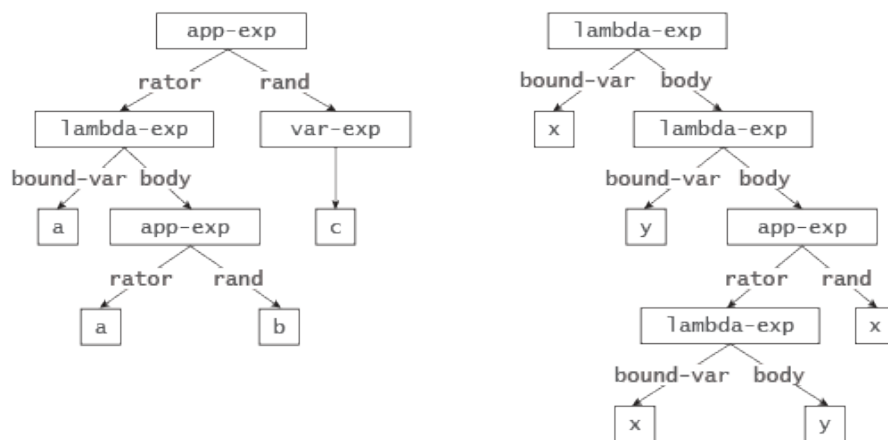 app-exp lambda-exp
rator rand bound-var body
lambda-exp var-exp x lambda-exp
bound-var body bound-var body
a app-exp c y app-exp
rator rand rator rand
a b lambda-exp x
bound-var body
x y